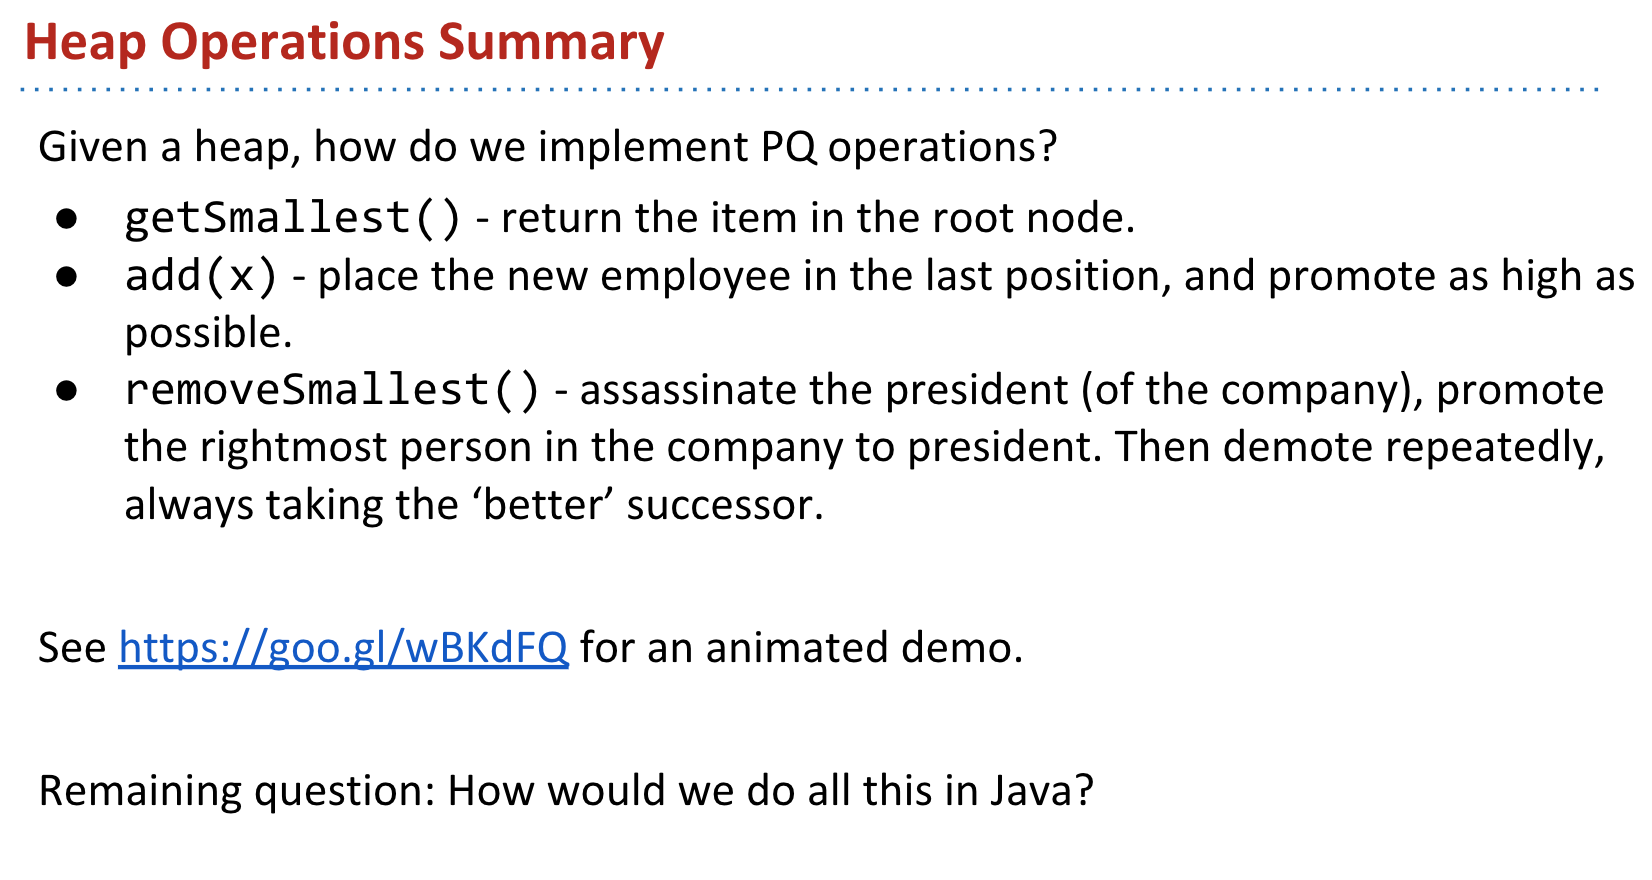 Heap Operations Summary
Given a heap, how do we implement PQ operations?
● getSmallest() - return the item in the root node.
● add(x) - place the new employee in the last position, and promote as high as
possible.
● removeSmallest() - assassinate the president (of the company), promote
the rightmost person in the company to president. Then demote repeatedly,
always taking the ‘better’ successor.
See https://goo.gl/wBKdFQ for an animated demo.
Remaining question: How would we do all this in Java?